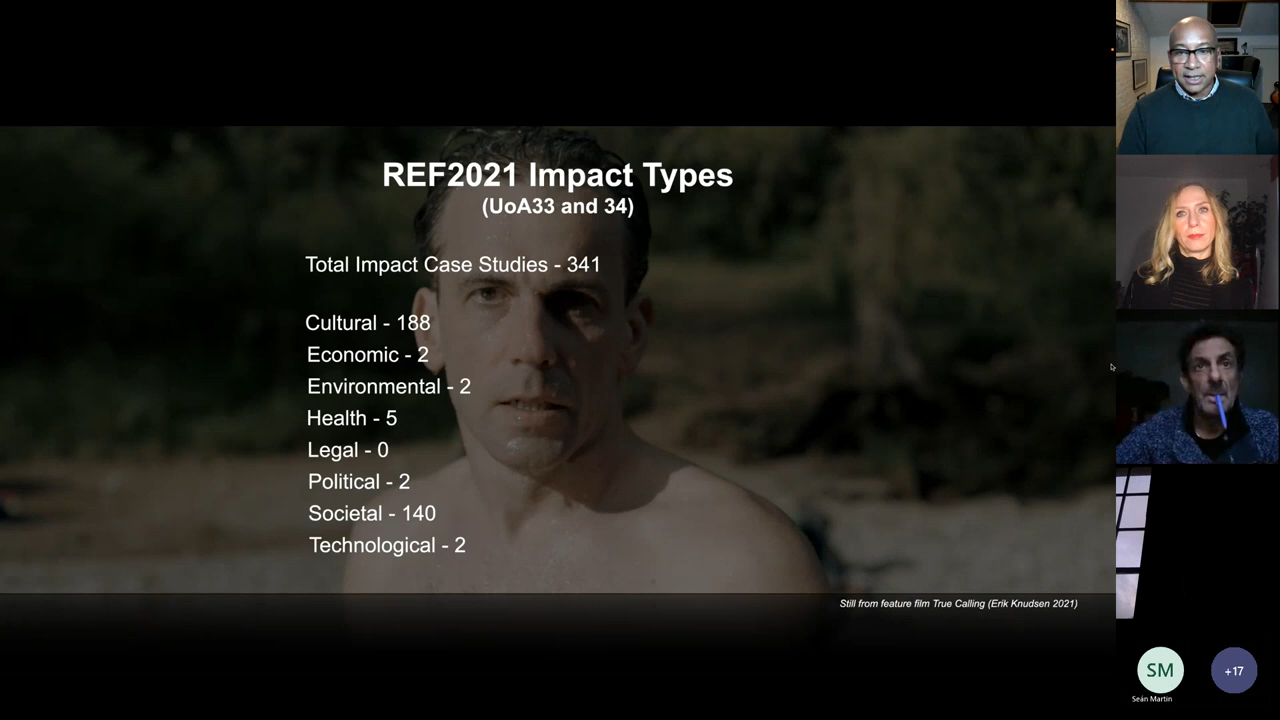 REF2021 Impact Types
(UoA33 and 34)
Total Impact Case Studies - 341
Cultural - 188
Economic - 2
Environmental - 2
Health - 5
Legal - 0
Political - 2
Societal - 140
Technological - 2
Still from feature film True Calling (Erik Knudsen 2021)
SM
+17
Seán Martin